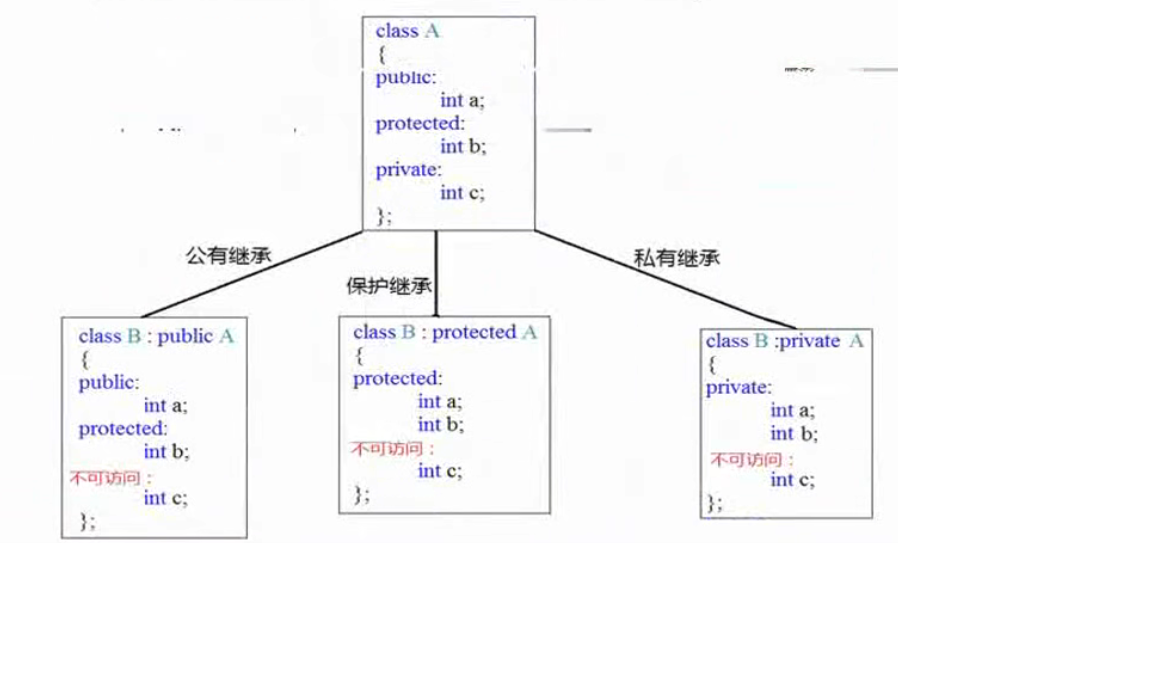 class A
{
public:
int a;
protected:
int b;
private:
int c;
};
公有继承
保护继承
私有继承
class B : public A
{
public:
int a;
protected:
int b;
不可访问：
int c;
};
class B : protected A
{
protected:
int a;
int b;
不可访问：
int c;
};
class B :private A
{
private:
int a;
int b;
不可访问：
int c;
};